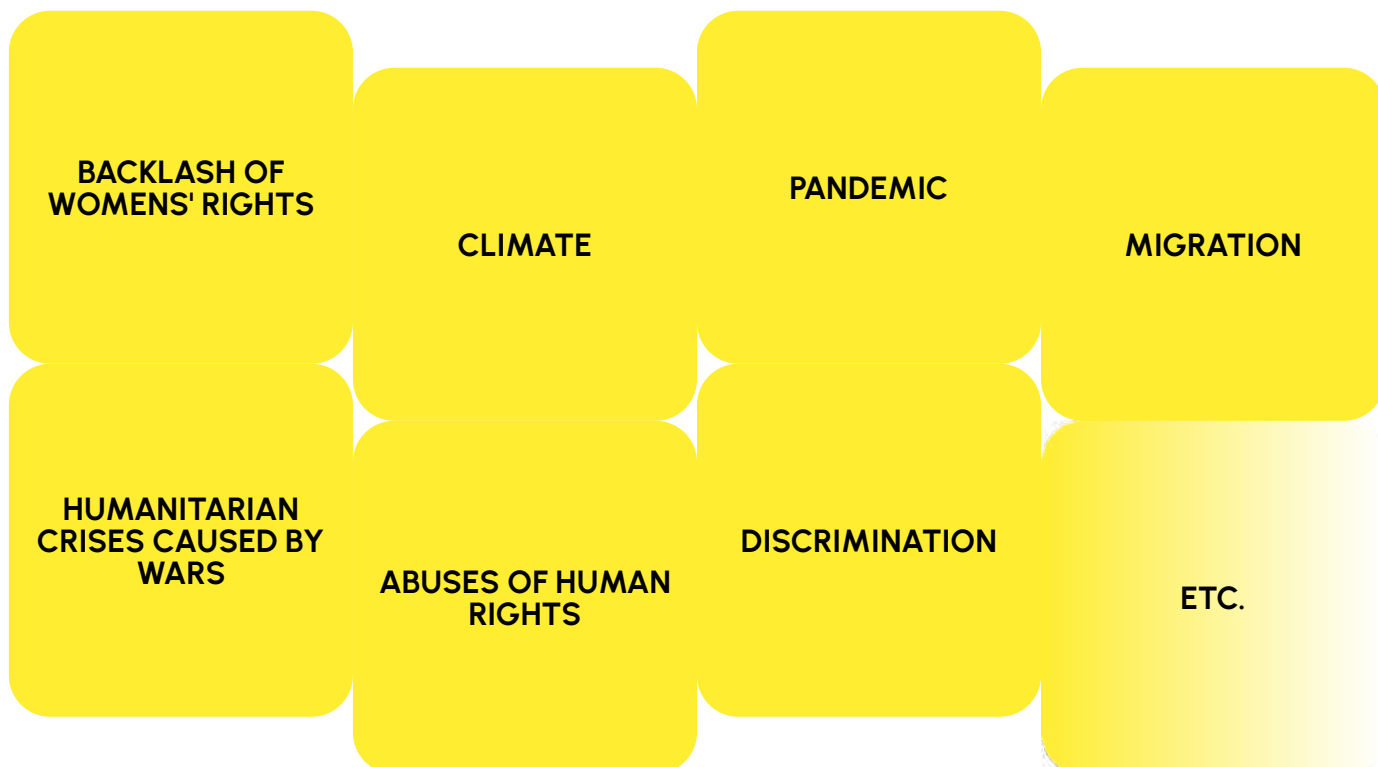 BACKLASH OF
WOMENS' RIGHTS
CLIMATE
PANDEMIC
MIGRATION
HUMANITARIAN
CRISES CAUSED BY
WARS
ABUSES OF HUMAN
RIGHTS
DISCRIMINATION
ETC.